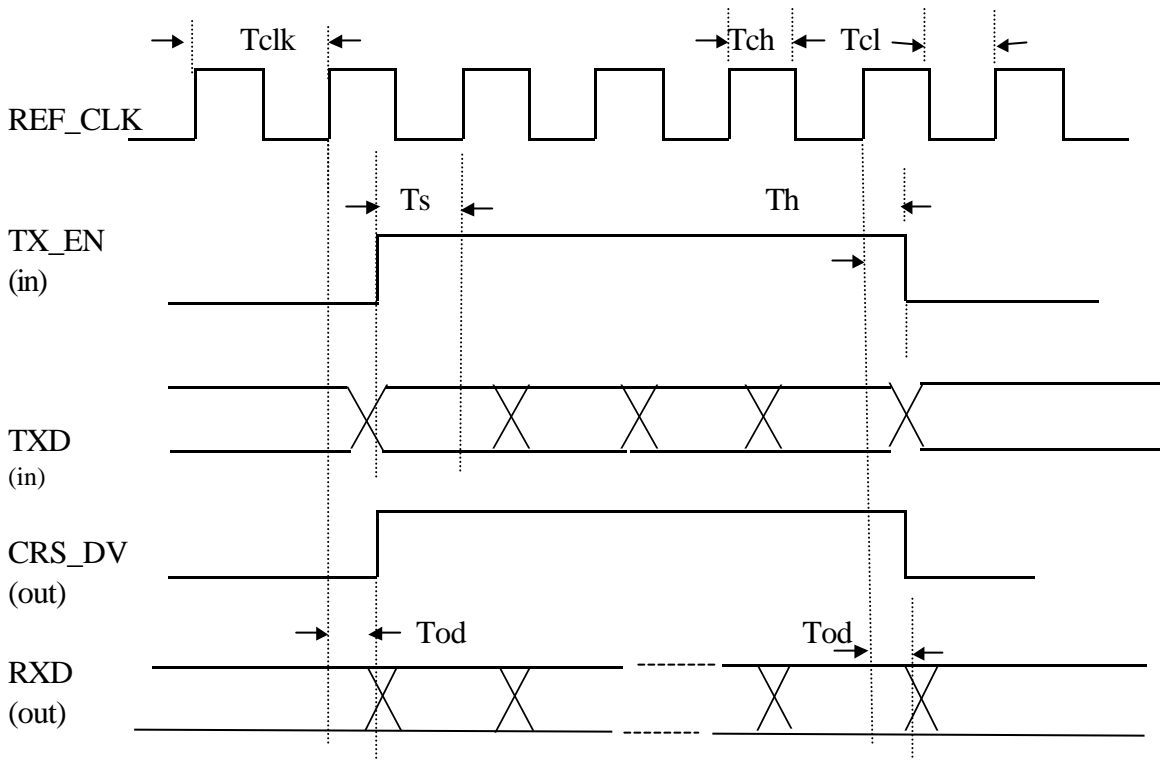 Tclk
Tch
Tcl
REF_CLK
Ts
Th
TX_EN
(in)
TXD
(in)
CRS_DV
(out)
Tod
Tod
RXD
(out)